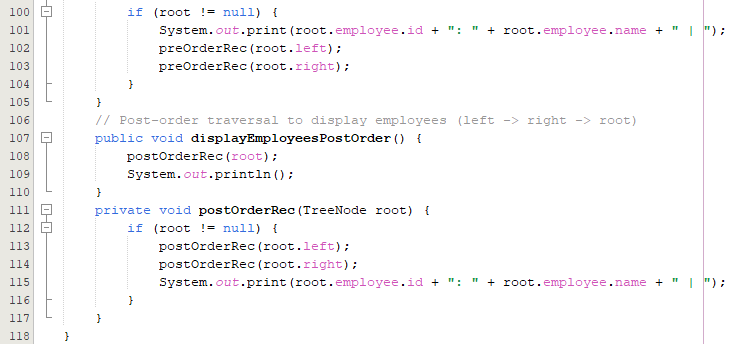 100 if (root != null) {
101 System.out.print(root.employee.id + ": " + root.employee.name + " | ");
102 preOrderRec(root.left);
103 preOrderRec(root.right);
104 }
105 }
106 // Post-order traversal to display employees (left -> right -> root)
107 public void displayEmployeesPostOrder() {
108 postOrderRec(root);
109 System.out.println();
110 }
111 private void postOrderRec(TreeNode root) {
112 if (root != null) {
113 postOrderRec(root.left);
114 postOrderRec(root.right);
115 System.out.print(root.employee.id + ": " + root.employee.name + " | ");
116 }
117 }
118 }